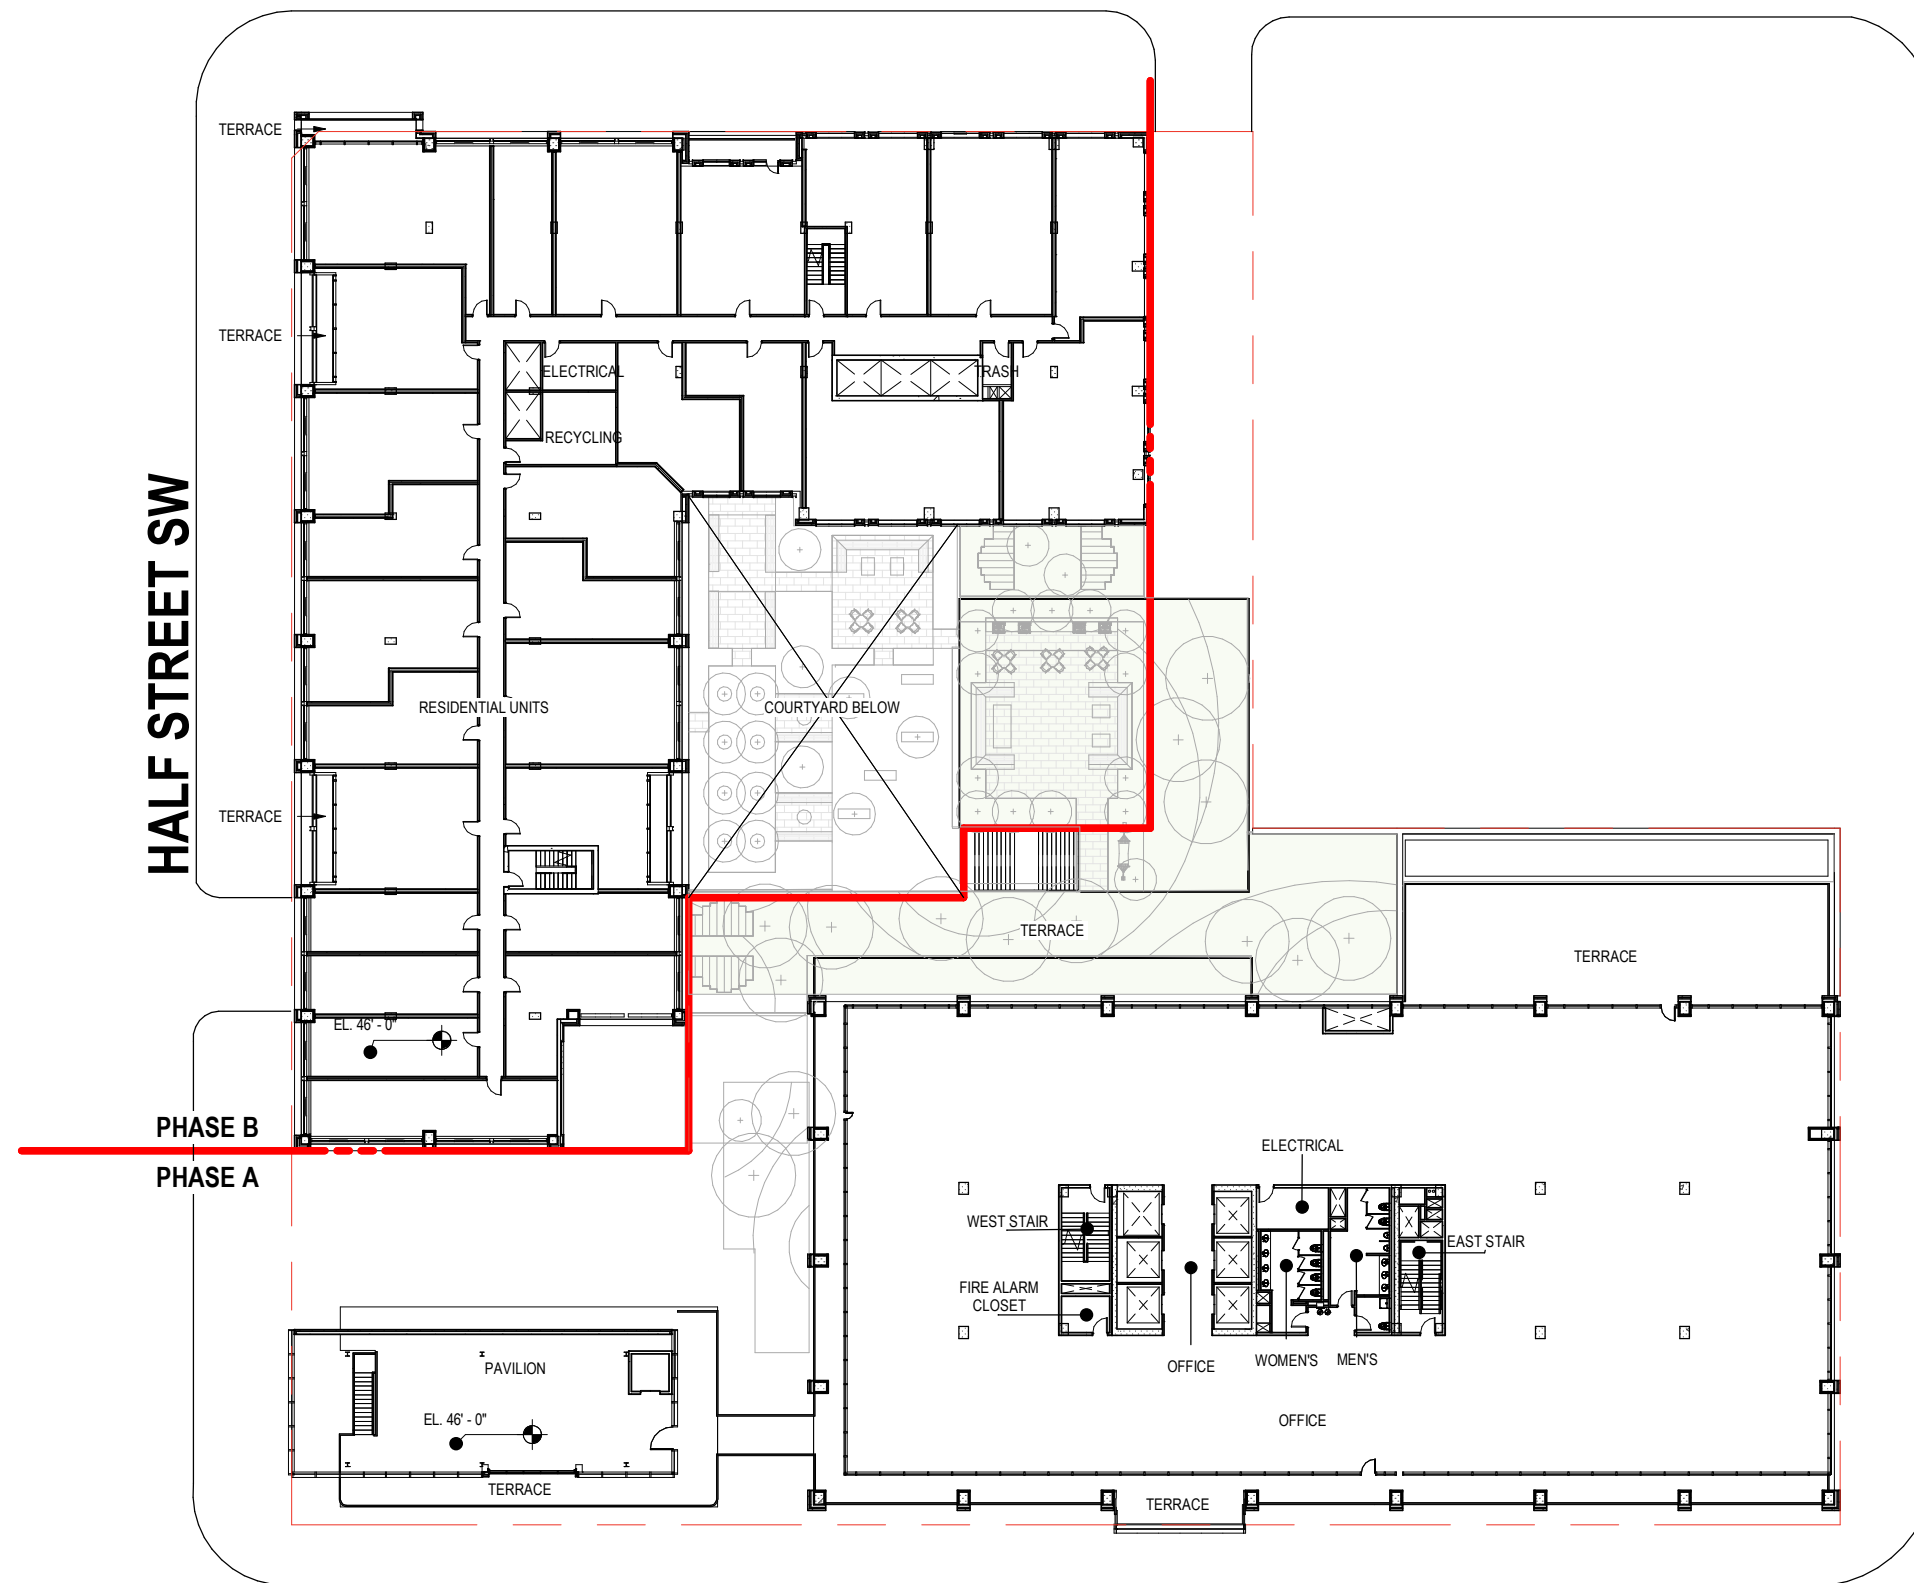 TERRACE
TERRACE
ELECTRICAL
TRASH
RECYCLING
HALF STREET SW
RESIDENTIAL UNITS
COURTYARD BELOW
TERRACE
TERRACE
TERRACE
EL. 46' - 0"
PHASE B
PHASE A
ELECTRICAL
WEST STAIR
EAST STAIR
FIRE ALARM
CLOSET
OFFICE
WOMEN'S
MEN'S
PAVILION
EL. 46' - 0"
OFFICE
TERRACE
TERRACE